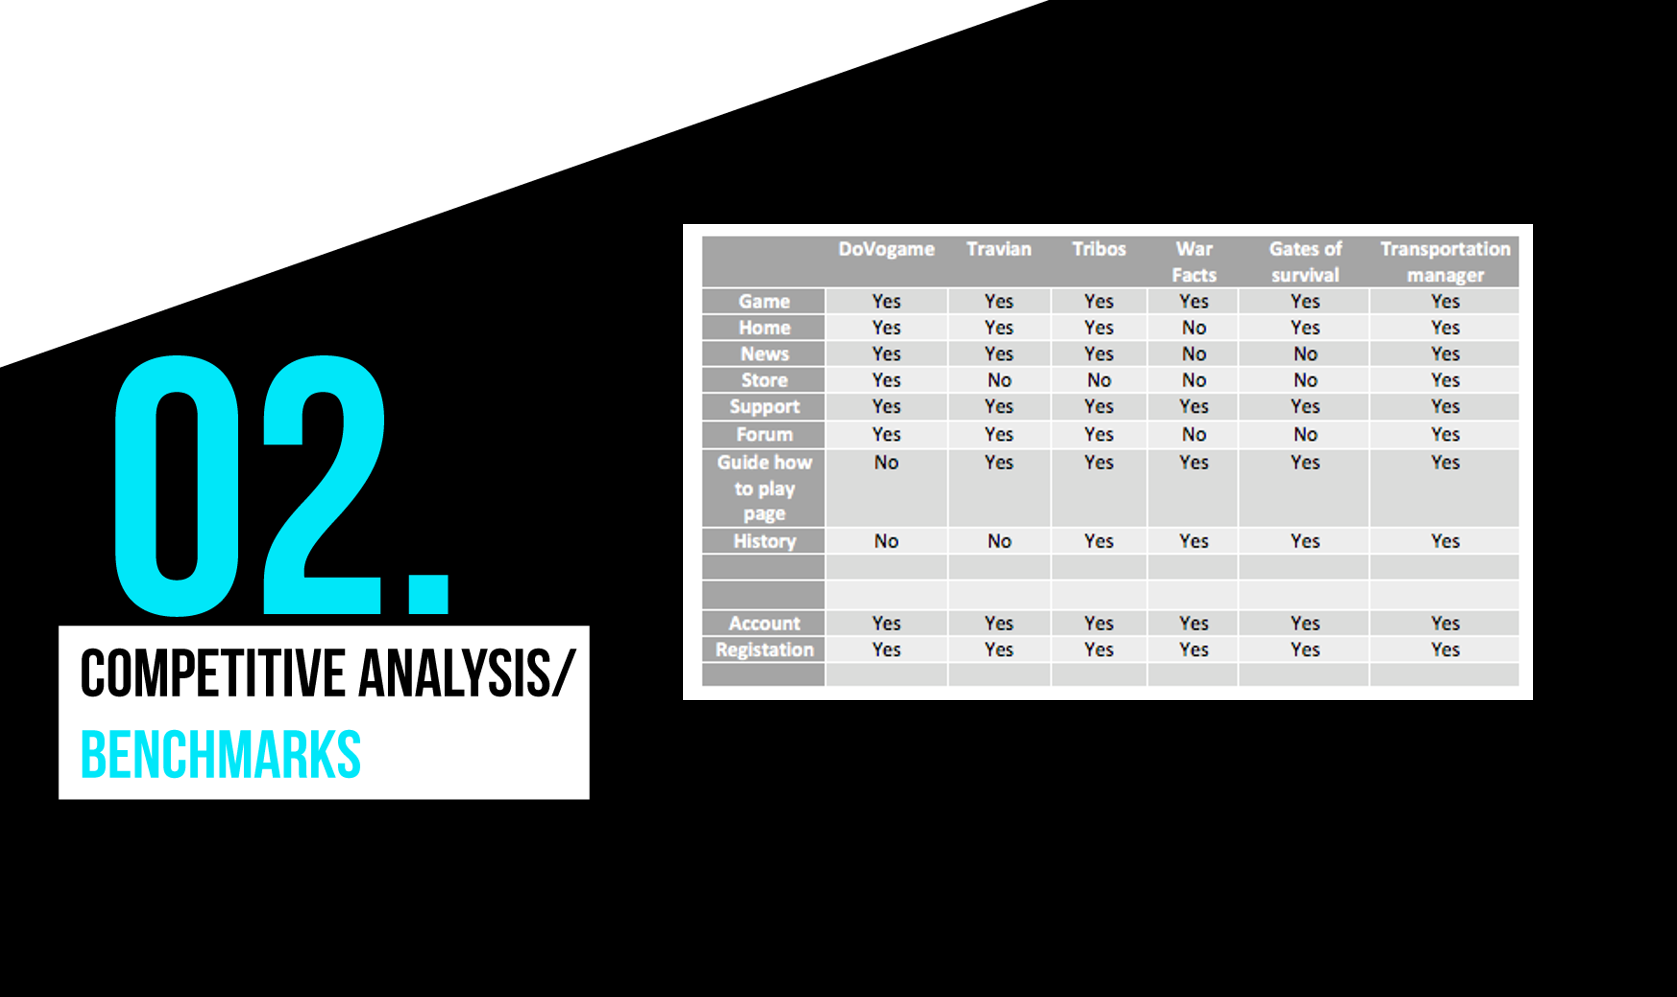 02.
COMPETITIVE ANALYSIS/
BENCHMARKS
DoVogame Travian Tribos War Facts Gates of survival Transportation manager
Game Yes Yes Yes Yes Yes Yes
Home Yes Yes Yes No Yes Yes
News Yes Yes Yes No No Yes
Store Yes No No No No Yes
Support Yes Yes Yes Yes Yes Yes
Forum Yes Yes Yes No No Yes
Guide how to play page No Yes Yes Yes Yes Yes
History No No Yes Yes Yes Yes
Account Yes Yes Yes Yes Yes Yes
Registation Yes Yes Yes Yes Yes Yes